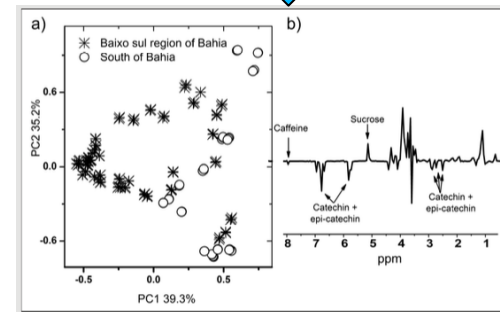 a)
b)
Baixo sul region of Bahia
South of Bahia
PC2 35.2%
0.6
0.0
-0.6
-0.5
0.0
0.5
PC1 39.3%
Caffeine
Sucrose
Catechin +
epi-catechin
Catechin +
epi-catechin
8 7 6 5 4 3 2 1
ppm